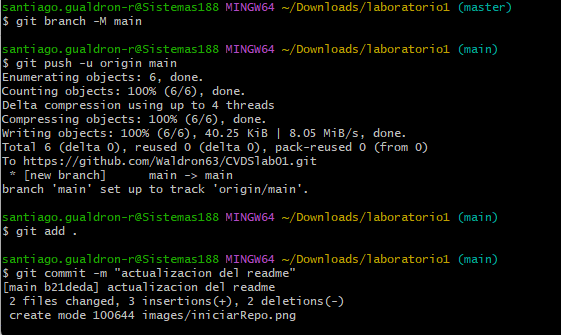 santiago.gualdron-r@Sistemas188 MINGW64 ~/Downloads/laboratorio1 (master)
$ git branch -M main
santiago.gualdron-r@Sistemas188 MINGW64 ~/Downloads/laboratorio1 (main)
$ git push -u origin main
Enumerating objects: 6, done.
Counting objects: 100% (6/6), done.
Delta compression using up to 4 threads
Compressing objects: 100% (6/6), done.
Writing objects: 100% (6/6), 40.25 KiB | 8.05 MiB/s, done.
Total 6 (delta 0), reused 0 (delta 0), pack-reused 0 (from 0)
To https://github.com/Waldron63/CVDSlab01.git
 * [new branch]      main -> main
branch 'main' set up to track 'origin/main'.
santiago.gualdron-r@Sistemas188 MINGW64 ~/Downloads/laboratorio1 (main)
$ git add .
santiago.gualdron-r@Sistemas188 MINGW64 ~/Downloads/laboratorio1 (main)
$ git commit -m "actualizacion del readme"
[main b21deda] actualizacion del readme
 2 files changed, 3 insertions(+), 2 deletions(-)
 create mode 100644 images/iniciarRepo.png